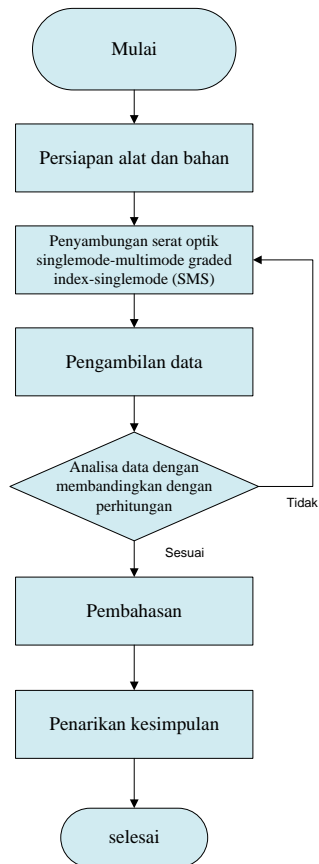 Mulai
Persiapan alat dan bahan
Penyambungan serat optik
singlemode-multimode graded
index-singlemode (SMS)
Pengambilan data
Analisa data dengan
membandingkan dengan
perhitungan
Tidak
Sesuai
Pembahasan
Penarikan kesimpulan
selesai